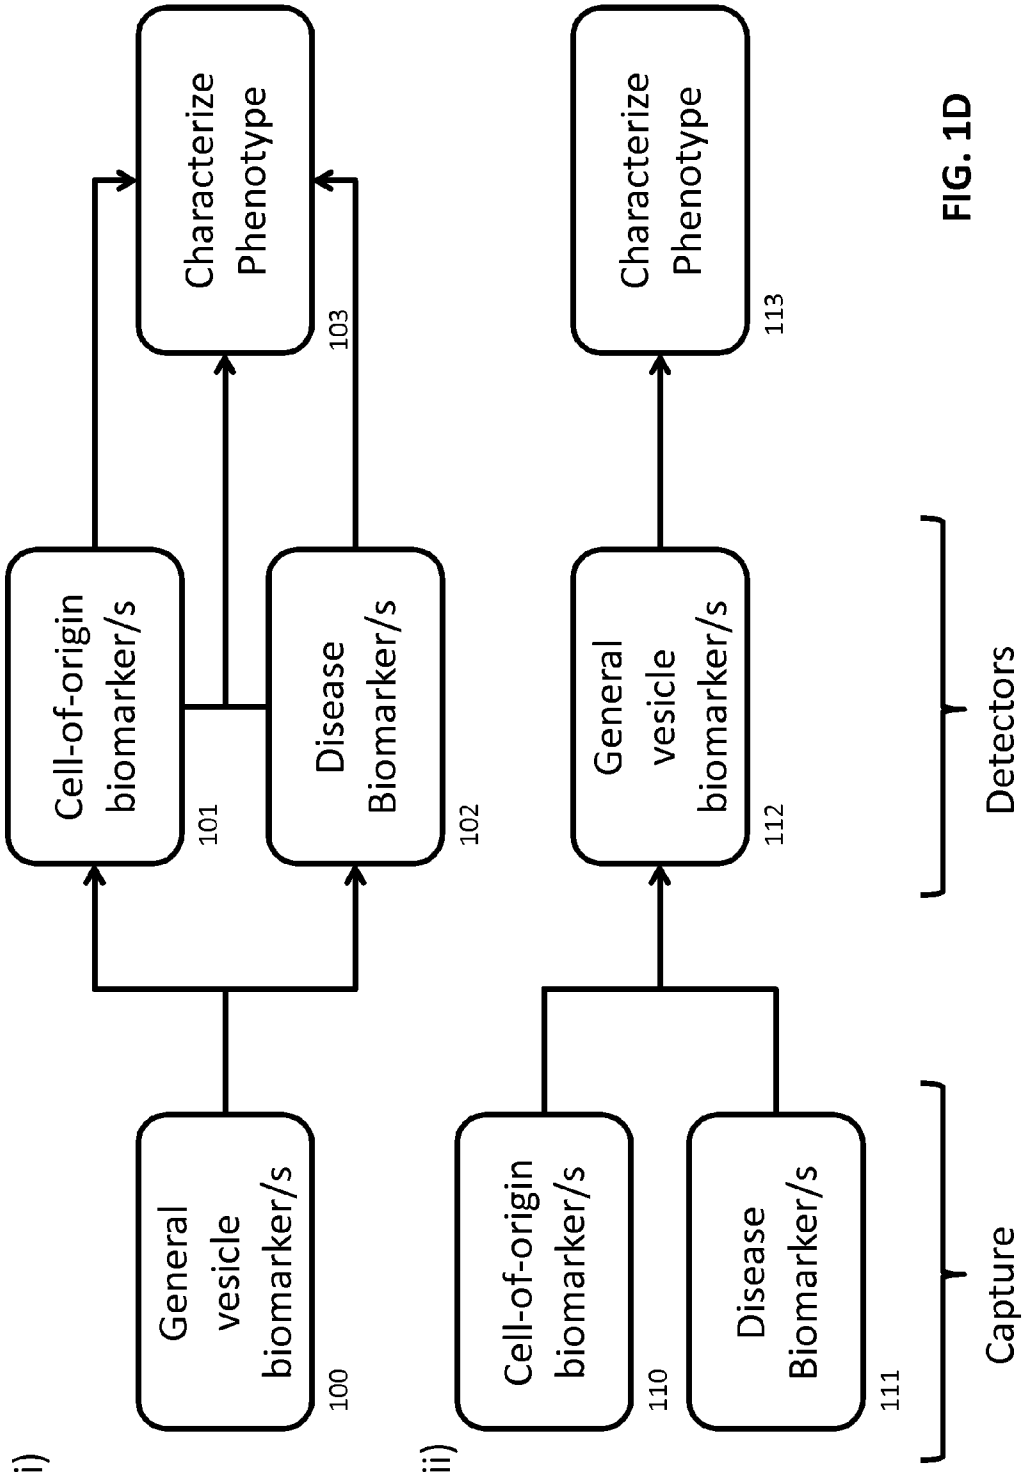 i)
General
vesicle
biomarker/s
100
Cell-of-origin
biomarker/s
101
Disease
Biomarker/s
102
Characterize
Phenotype
103
ii)
Cell-of-origin
biomarker/s
110
Disease
Biomarker/s
111
General
vesicle
biomarker/s
112
Characterize
Phenotype
113
Capture
Detectors
FIG. 1D